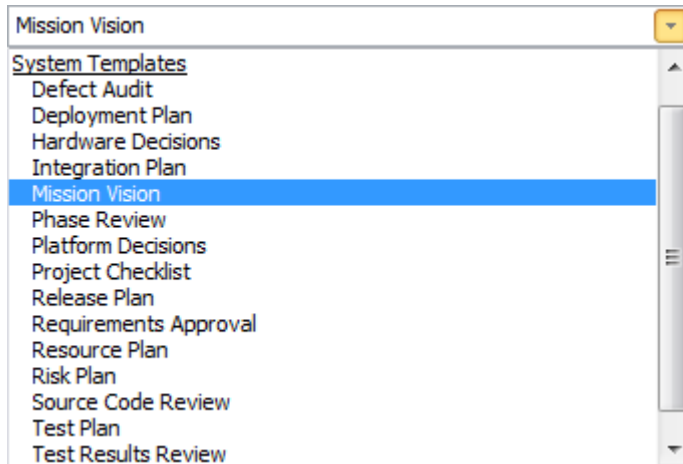 Mission Vision
System Templates
Defect Audit
Deployment Plan
Hardware Decisions
Integration Plan
Mission Vision
Phase Review
Platform Decisions
Project Checklist
Release Plan
Requirements Approval
Resource Plan
Risk Plan
Source Code Review
Test Plan
Test Results Review